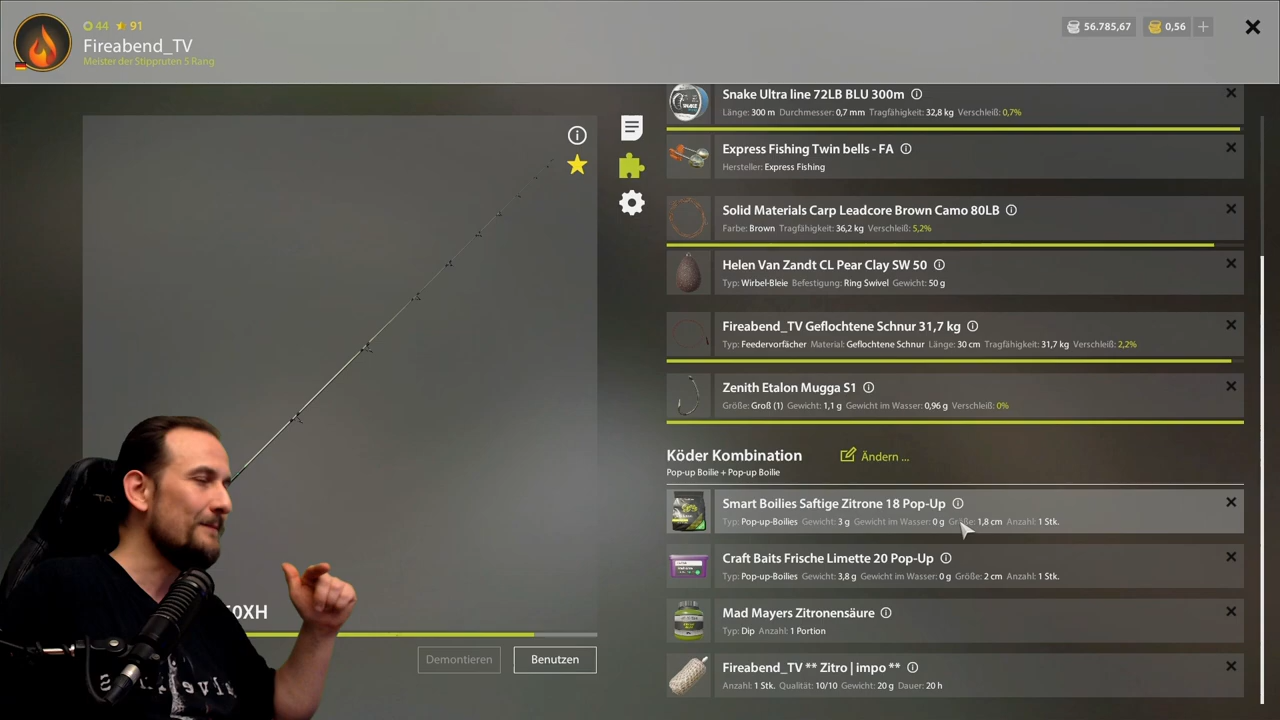 44 91
Fireabend_TV
Meister der Stippruten 5 Rang
56.785,67 0,56 +
Snake Ultra line 72LB BLU 300m
Länge: 300 m Durchmesser: 0,7 mm Tragfähigkeit: 32,8 kg Verschleiß: 0,7%
Express Fishing Twin bells - FA
Hersteller: Express Fishing
Solid Materials Carp Leadcore Brown Camo 80LB
Farbe: Brown Tragfähigkeit: 36,2 kg Verschleiß: 5,2%
Helen Van Zandt CL Pear Clay SW 50
Typ: Wirbel-Bleie Befestigung: Ring Swivel Gewicht: 50 g
Fireabend_TV Geflochtene Schnur 31,7 kg
Typ: Feedervorfächer Material: Geflochtene Schnur Länge: 30 cm Tragfähigkeit: 31,7 kg Verschleiß: 2,2%
Zenith Etalon Mugga S1
Größe: Groß (1) Gewicht: 1,1 g Gewicht im Wasser: 0,96 g Verschleiß: 0%
Köder Kombination Ändern ...
Pop-up Boilie + Pop-up Boilie
Smart Boilies Saftige Zitrone 18 Pop-Up
Typ: Pop-up-Boilies Gewicht: 3 g Gewicht im Wasser: 0 g Größe: 1,8 cm Anzahl: 1 Stk.
Craft Baits Frische Limette 20 Pop-Up
Typ: Pop-up-Boilies Gewicht: 3,8 g Gewicht im Wasser: 0 g Größe: 2 cm Anzahl: 1 Stk.
Mad Mayers Zitronensäure
Typ: Dip Anzahl: 1 Portion
Fireabend_TV ** Zitro | impo **
Anzahl: 1 Stk. Qualität: 10/10 Gewicht: 20 g Dauer: 20 h
0XH
Demontieren Benutzen